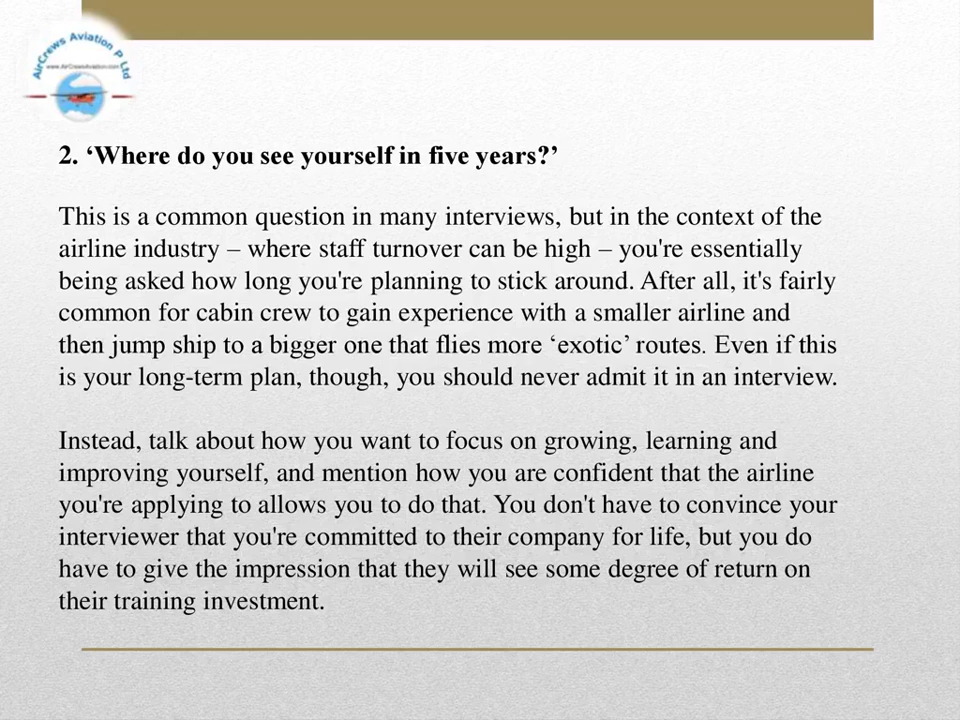 AirCrews Aviation P Ltd
www.AirCrewsAviation.com
2. ‘Where do you see yourself in five years?’
This is a common question in many interviews, but in the context of the
airline industry – where staff turnover can be high – you're essentially
being asked how long you're planning to stick around. After all, it's fairly
common for cabin crew to gain experience with a smaller airline and
then jump ship to a bigger one that flies more ‘exotic’ routes. Even if this
is your long-term plan, though, you should never admit it in an interview.
Instead, talk about how you want to focus on growing, learning and
improving yourself, and mention how you are confident that the airline
you're applying to allows you to do that. You don't have to convince your
interviewer that you're committed to their company for life, but you do
have to give the impression that they will see some degree of return on
their training investment.